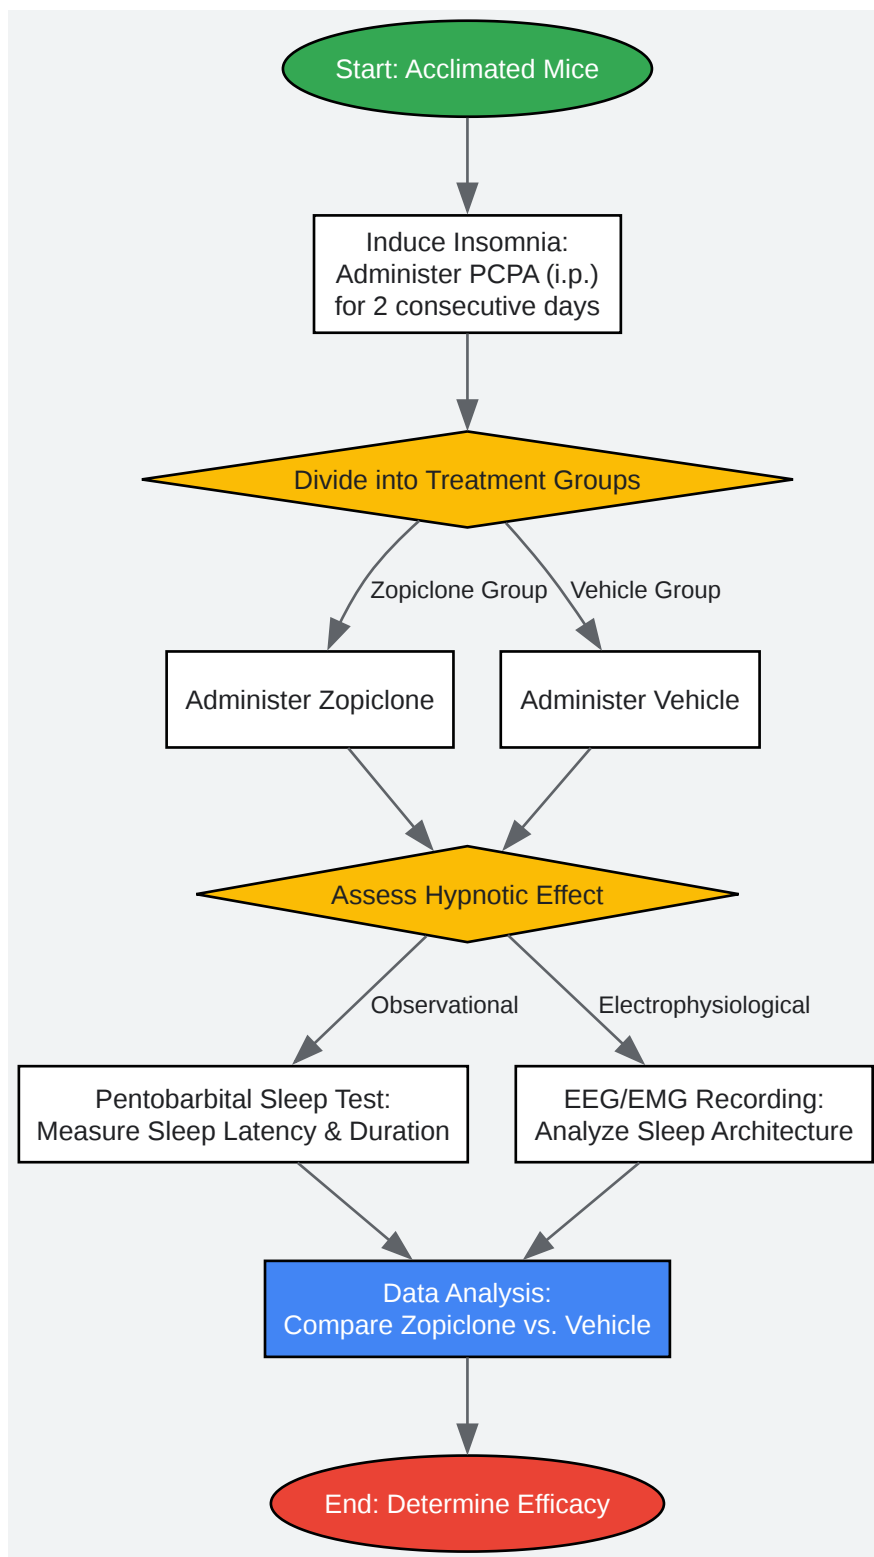 Start: Acclimated Mice
Induce Insomnia:
Administer PCPA (i.p.)
for 2 consecutive days
Divide into Treatment Groups
Zopiclone Group
Vehicle Group
Administer Zopiclone
Administer Vehicle
Assess Hypnotic Effect
Observational
Electrophysiological
Pentobarbital Sleep Test:
Measure Sleep Latency & Duration
EEG/EMG Recording:
Analyze Sleep Architecture
Data Analysis:
Compare Zopiclone vs. Vehicle
End: Determine Efficacy